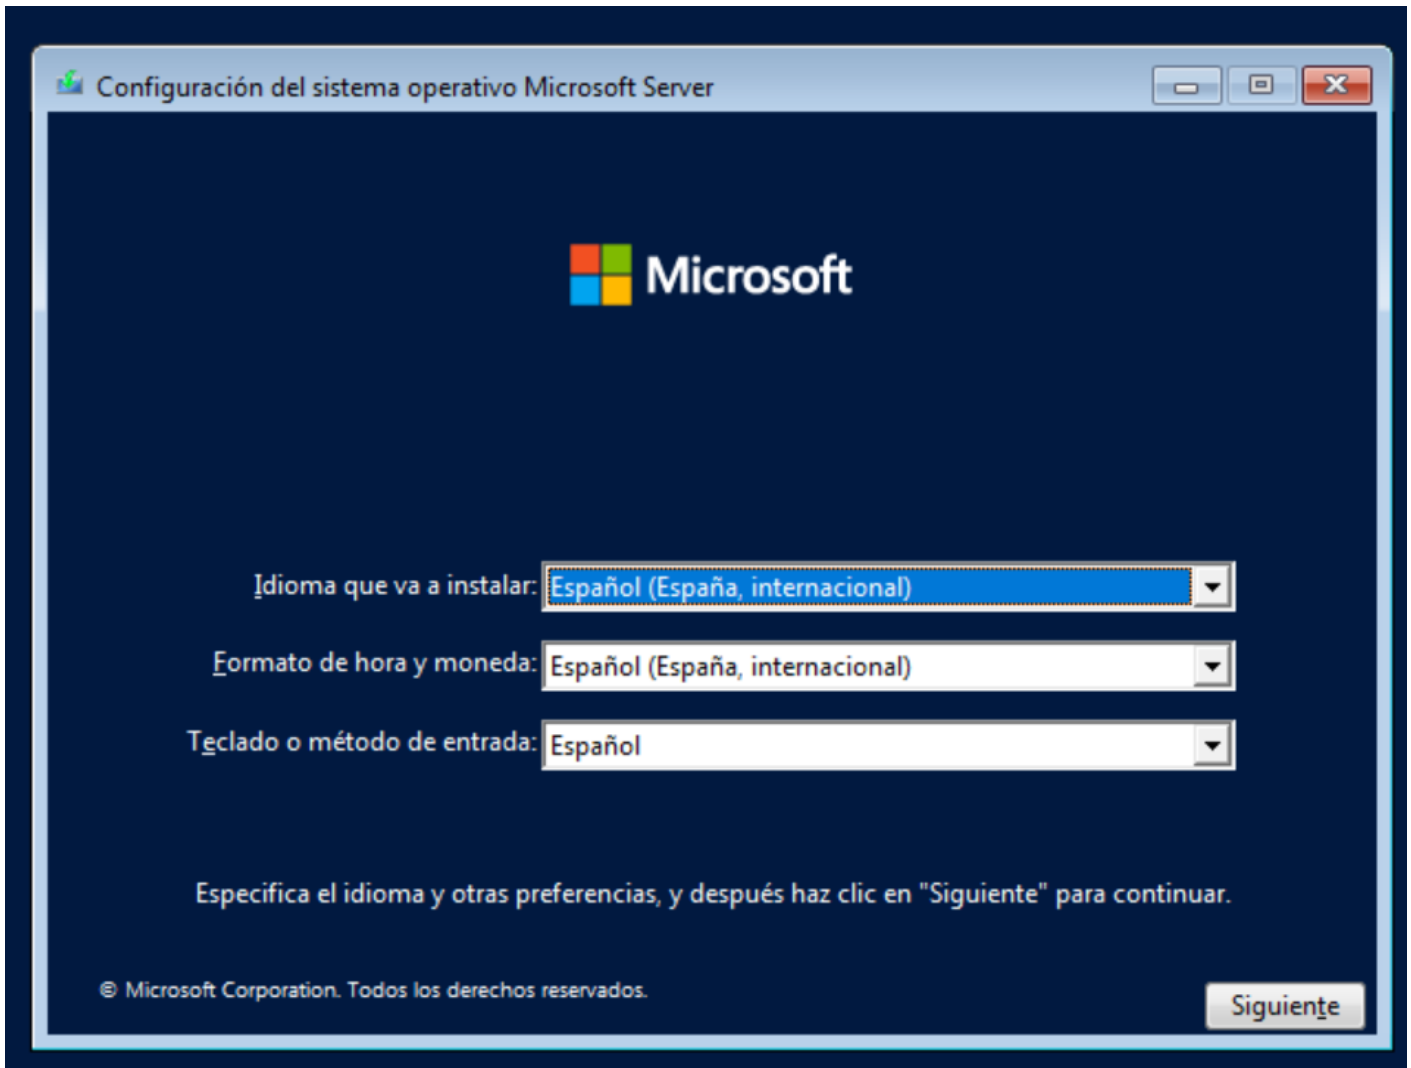 Configuración del sistema operativo Microsoft Server
Microsoft
Idioma que va a instalar: Español (España, internacional)
Formato de hora y moneda: Español (España, internacional)
Teclado o método de entrada: Español
Especifica el idioma y otras preferencias, y después haz clic en "Siguiente" para continuar.
© Microsoft Corporation. Todos los derechos reservados.
Siguiente